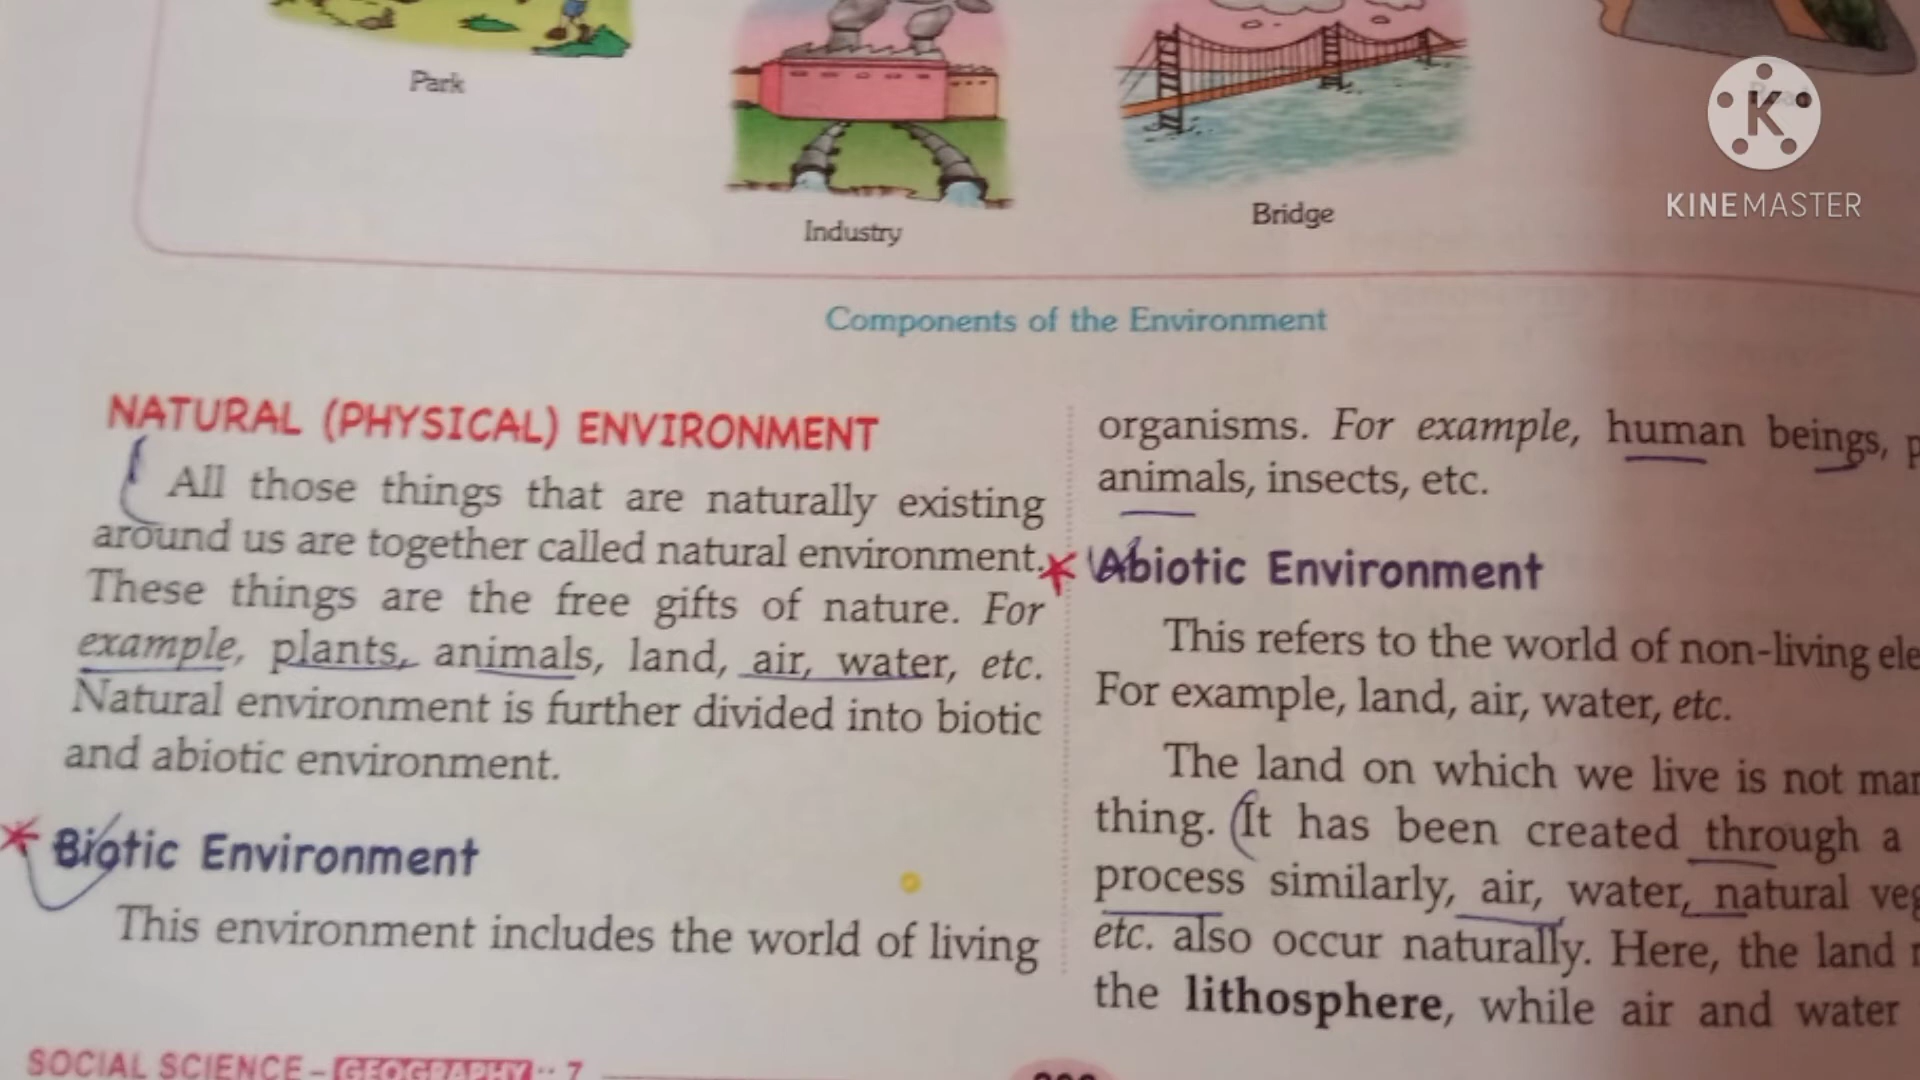 Park
Industry
Bridge
Road
KINEMASTER
Components of the Environment
NATURAL (PHYSICAL) ENVIRONMENT
All those things that are naturally existing
around us are together called natural environment.
These things are the free gifts of nature. For
example, plants, animals, land, air, water, etc.
Natural environment is further divided into biotic
and abiotic environment.
Biotic Environment
This environment includes the world of living
organisms. For example, human beings,
animals, insects, etc.
Abiotic Environment
This refers to the world of non-living
For example, land, air, water, etc.
The land on which we live is not
thing. It has been created through a
process similarly, air, water, natural
etc. also occur naturally. Here, the land
the lithosphere, while air and water
SOCIAL SCIENCE – GEOGRAPHY ·· 7